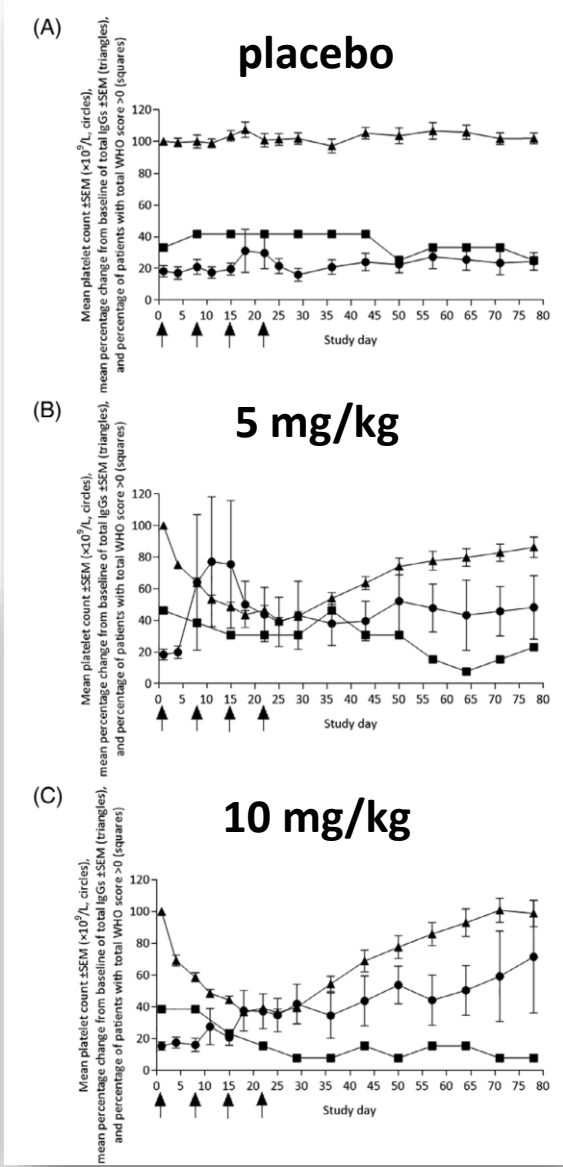 (A)
placebo
Mean platelet count ±SEM (×10⁹/L, circles),
mean percentage change from baseline of total IgGs ±SEM (triangles),
and percentage of patients with total WHO score >0 (squares)
120
100
80
60
40
20
0
0 5 10 15 20 25 30 35 40 45 50 55 60 65 70 75 80
Study day
(B)
5 mg/kg
Mean platelet count ±SEM (×10⁹/L, circles),
mean percentage change from baseline of total IgGs ±SEM (triangles),
and percentage of patients with total WHO score >0 (squares)
120
100
80
60
40
20
0
0 5 10 15 20 25 30 35 40 45 50 55 60 65 70 75 80
Study day
(C)
10 mg/kg
Mean platelet count ±SEM (×10⁹/L, circles),
mean percentage change from baseline of total IgGs ±SEM (triangles),
and percentage of patients with total WHO score >0 (squares)
120
100
80
60
40
20
0
0 5 10 15 20 25 30 35 40 45 50 55 60 65 70 75 80
Study day